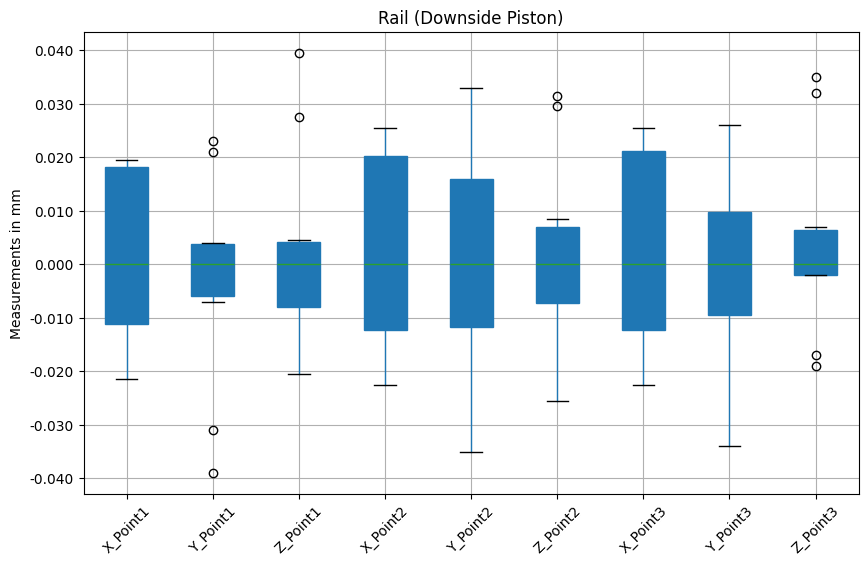 Rail (Downside Piston)
Measurements in mm
0.040
0.030
0.020
0.010
0.000
-0.010
-0.020
-0.030
-0.040
X_Point1
Y_Point1
Z_Point1
X_Point2
Y_Point2
Z_Point2
X_Point3
Y_Point3
Z_Point3